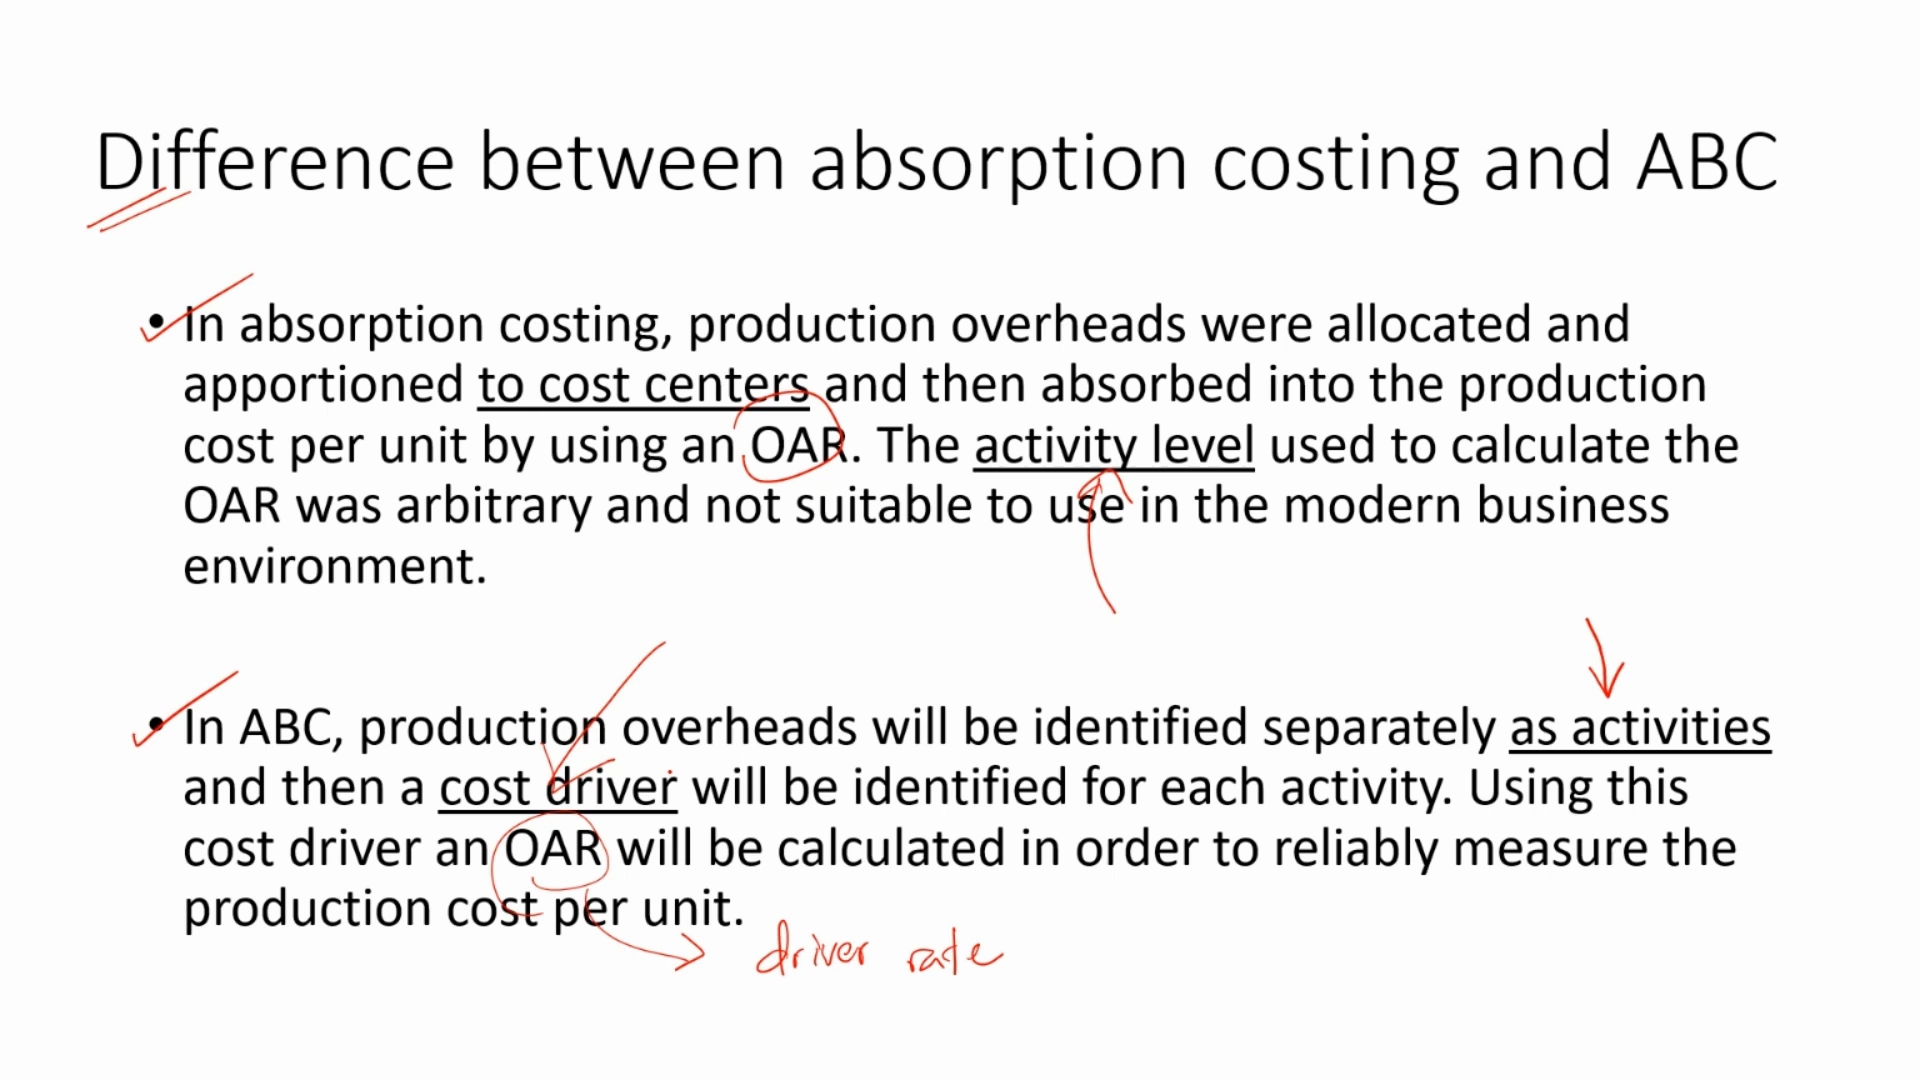 Difference between absorption costing and ABC
• In absorption costing, production overheads were allocated and
apportioned to cost centers and then absorbed into the production
cost per unit by using an OAR. The activity level used to calculate the
OAR was arbitrary and not suitable to use in the modern business
environment.
• In ABC, production overheads will be identified separately as activities
and then a cost driver will be identified for each activity. Using this
cost driver an OAR will be calculated in order to reliably measure the
production cost per unit.
driver rate